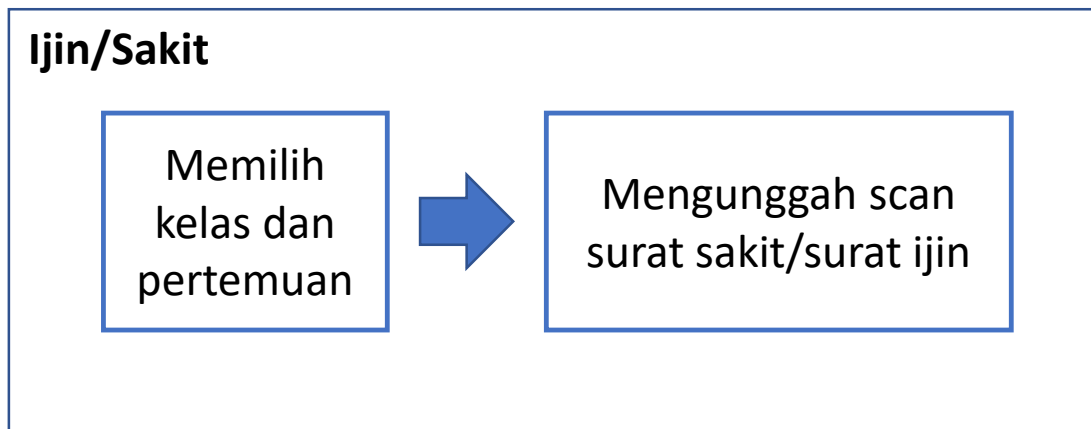 Ijin/Sakit
Memilih
kelas dan
pertemuan
Mengunggah scan
surat sakit/surat ijin